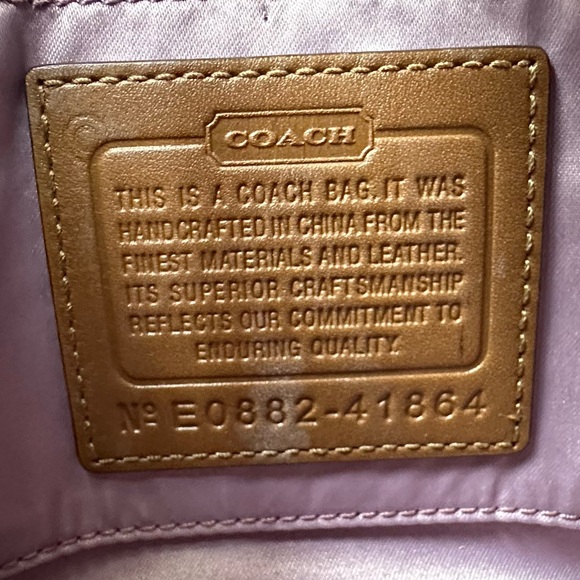 COACH
THIS IS A COACH BAG. IT WAS
HANDCRAFTED IN CHINA FROM THE
FINEST MATERIALS AND LEATHER.
ITS SUPERIOR CRAFTSMANSHIP
REFLECTS OUR COMMITMENT TO
ENDURING QUALITY.
Nº E0882-41864